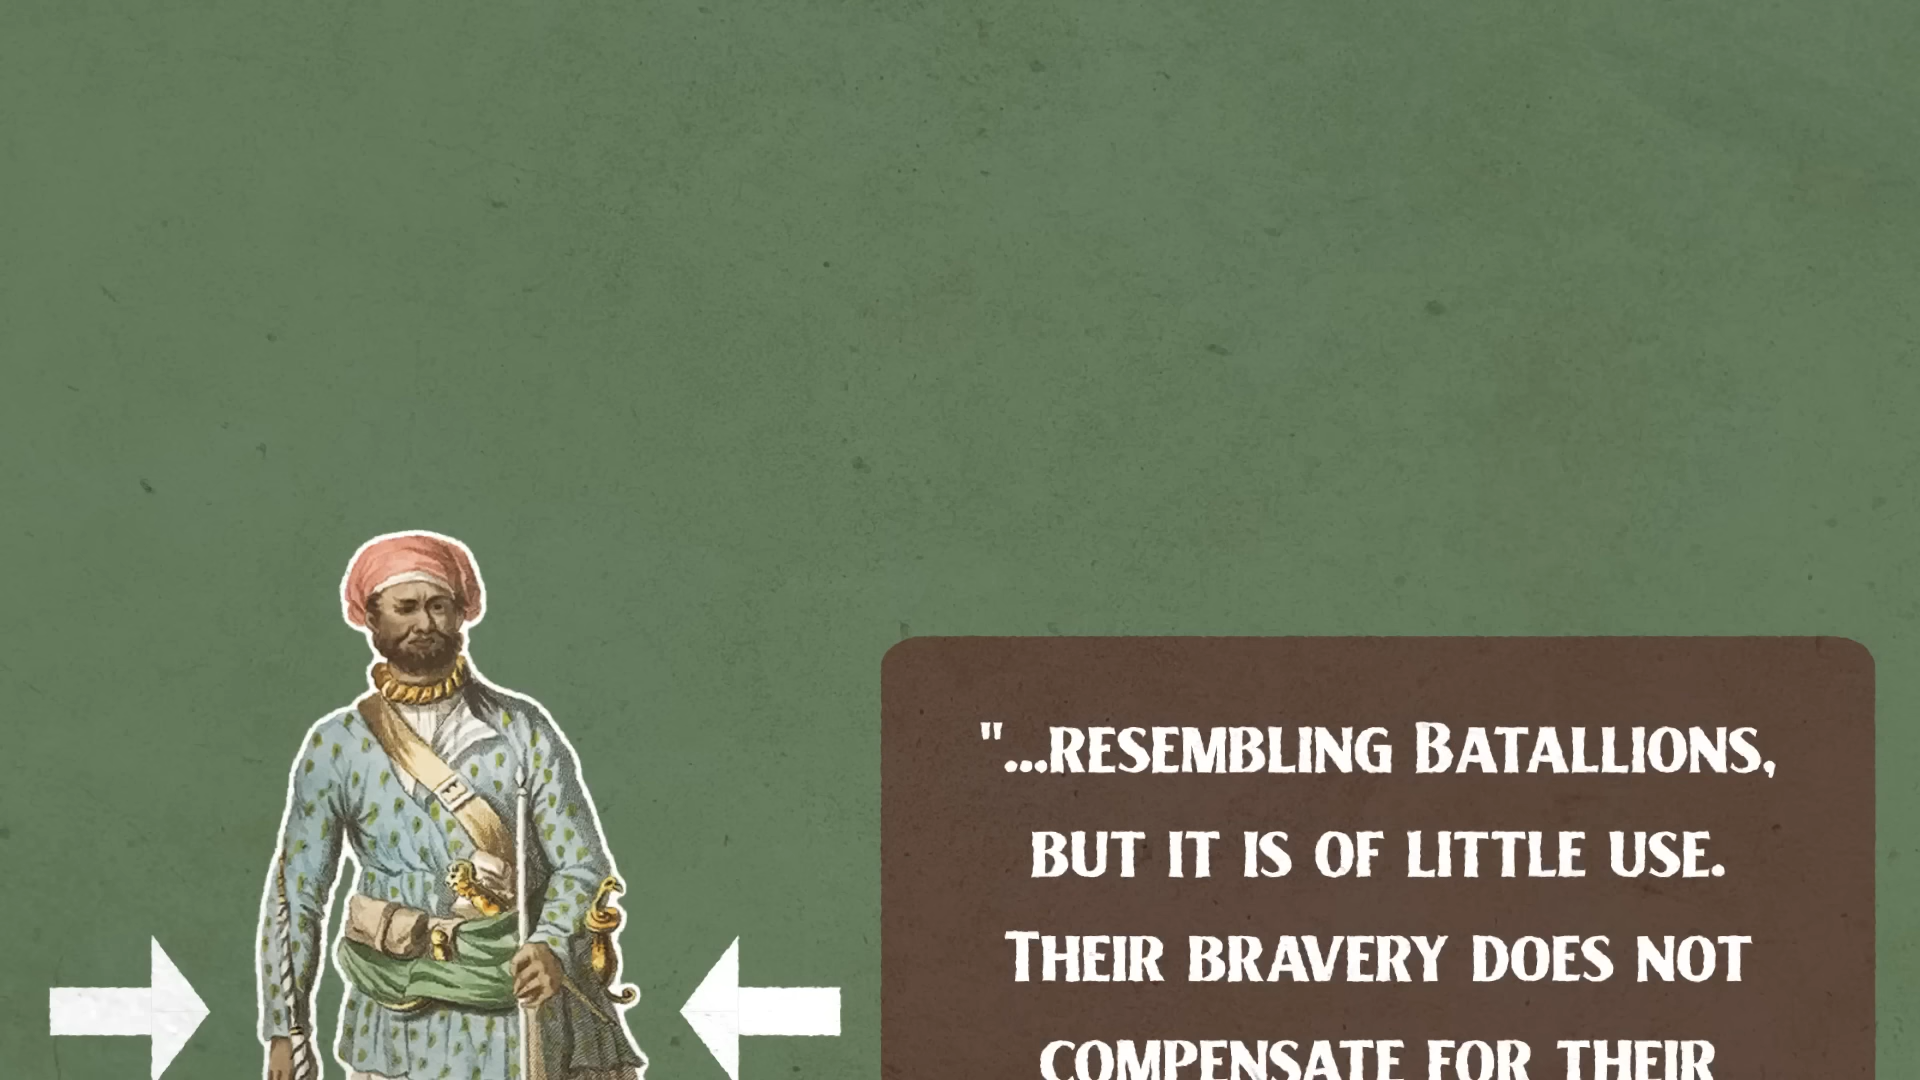 "...RESEMBLING BATALLIONS,
BUT IT IS OF LITTLE USE.
THEIR BRAVERY DOES NOT
COMPENSATE FOR THEIR